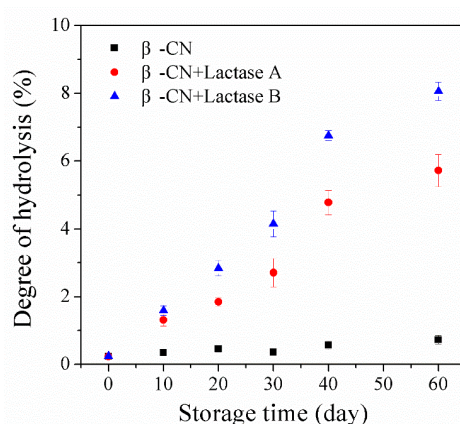 10
β -CN
β -CN+Lactase A
8
β -CN+Lactase B
6
4
2
0
Degree of hydrolysis (%)
0 10 20 30 40 50 60
Storage time (day)